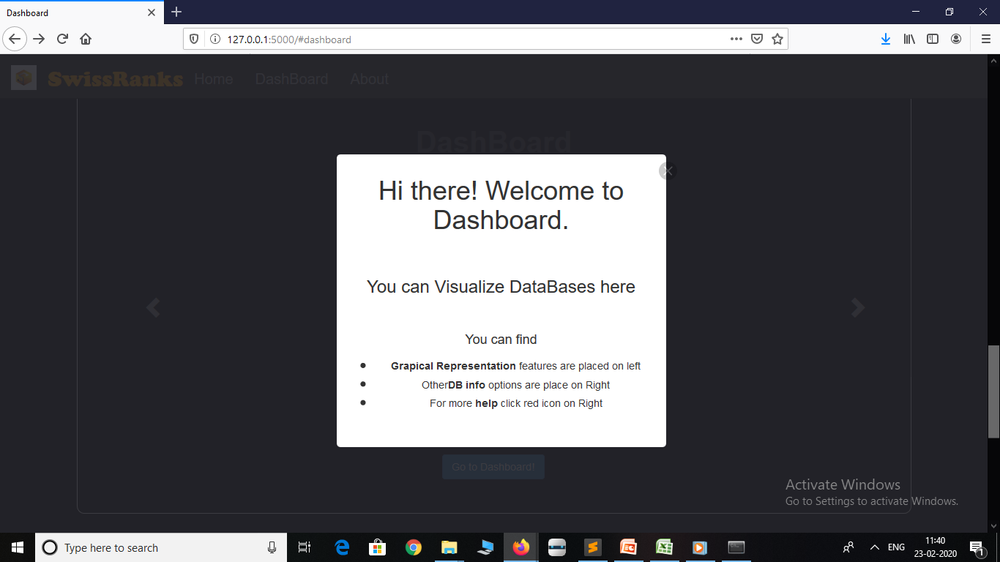 Dashboard
127.0.0.1:5000/#dashboard
SwissRanks Home DashBoard About
DashBoard
Hi there! Welcome to
Dashboard.
You can Visualize DataBases here
You can find
Grapical Representation features are placed on left
OtherDB info options are place on Right
For more help click red icon on Right
Go to Dashboard!
Activate Windows
Go to Settings to activate Windows.
Type here to search
ENG
11:40
23-02-2020
1